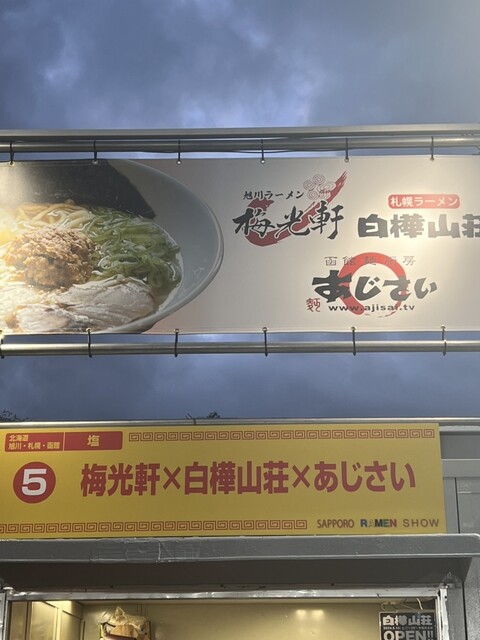 旭川ラーメン
梅光軒
札幌ラーメン
白樺山荘
函館麺厨房
あじさい
麺
www.ajisai.tv
北海道
旭川・札幌・函館
塩
5
梅光軒×白樺山荘×あじさい
SAPPORO RAMEN SHOW
白樺山荘
OPEN